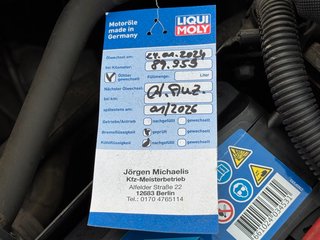 Motoröle
made in
Germany
LIQUI
MOLY
Ölwechsel am: 24.01.2024
bei Kilometer: 89.955
Ölfilter gewechselt Füllmenge: Liter
Nächster Ölwechsel
bei km:
spätestens am: 01/2026
Getriebe/Antrieb nachgefüllt gewechselt
Bremsflüssigkeit geprüft gewechselt
Kühlflüssigkeit nachgefüllt gewechselt
Jörgen Michaelis
Kfz-Meisterbetrieb
Alfelder Straße 22
12683 Berlin
Tel.: 0170 4765114